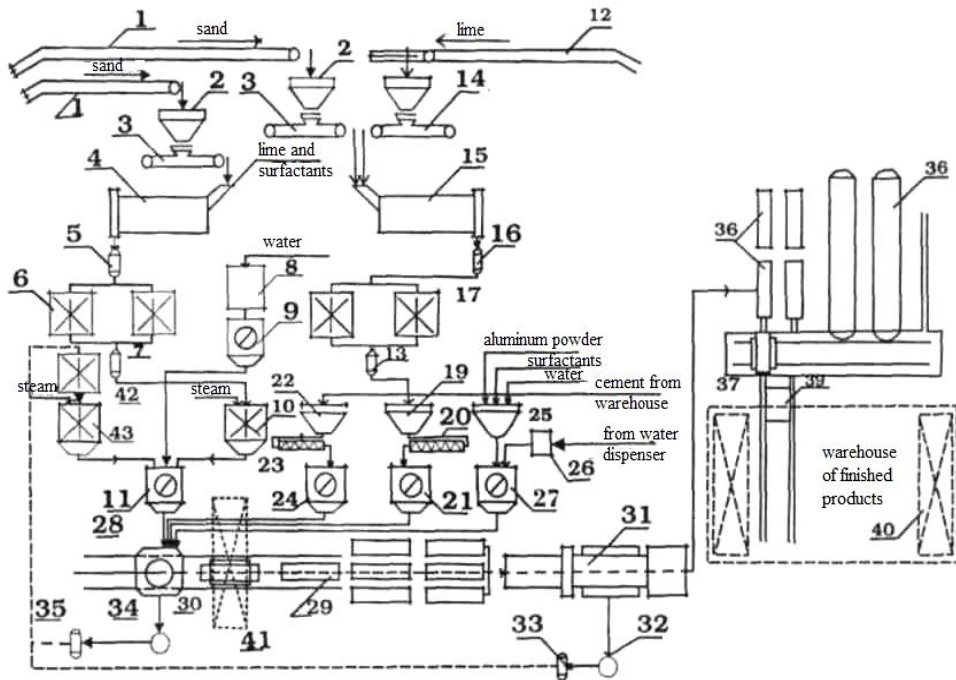 1
sand
lime
12
sand
2
14
2
1
3
3
4
lime and
surfactants
15
5
water
16
36
36
6
8
17
9
7
13
aluminum powder
surfactants
water
cement from
warehouse
steam
42
steam
22
19
10
20
25
37
39
43
23
from water
dispenser
26
warehouse
of finished
products
11
24
21
27
28
31
40
35
34
30
29
41
33
32